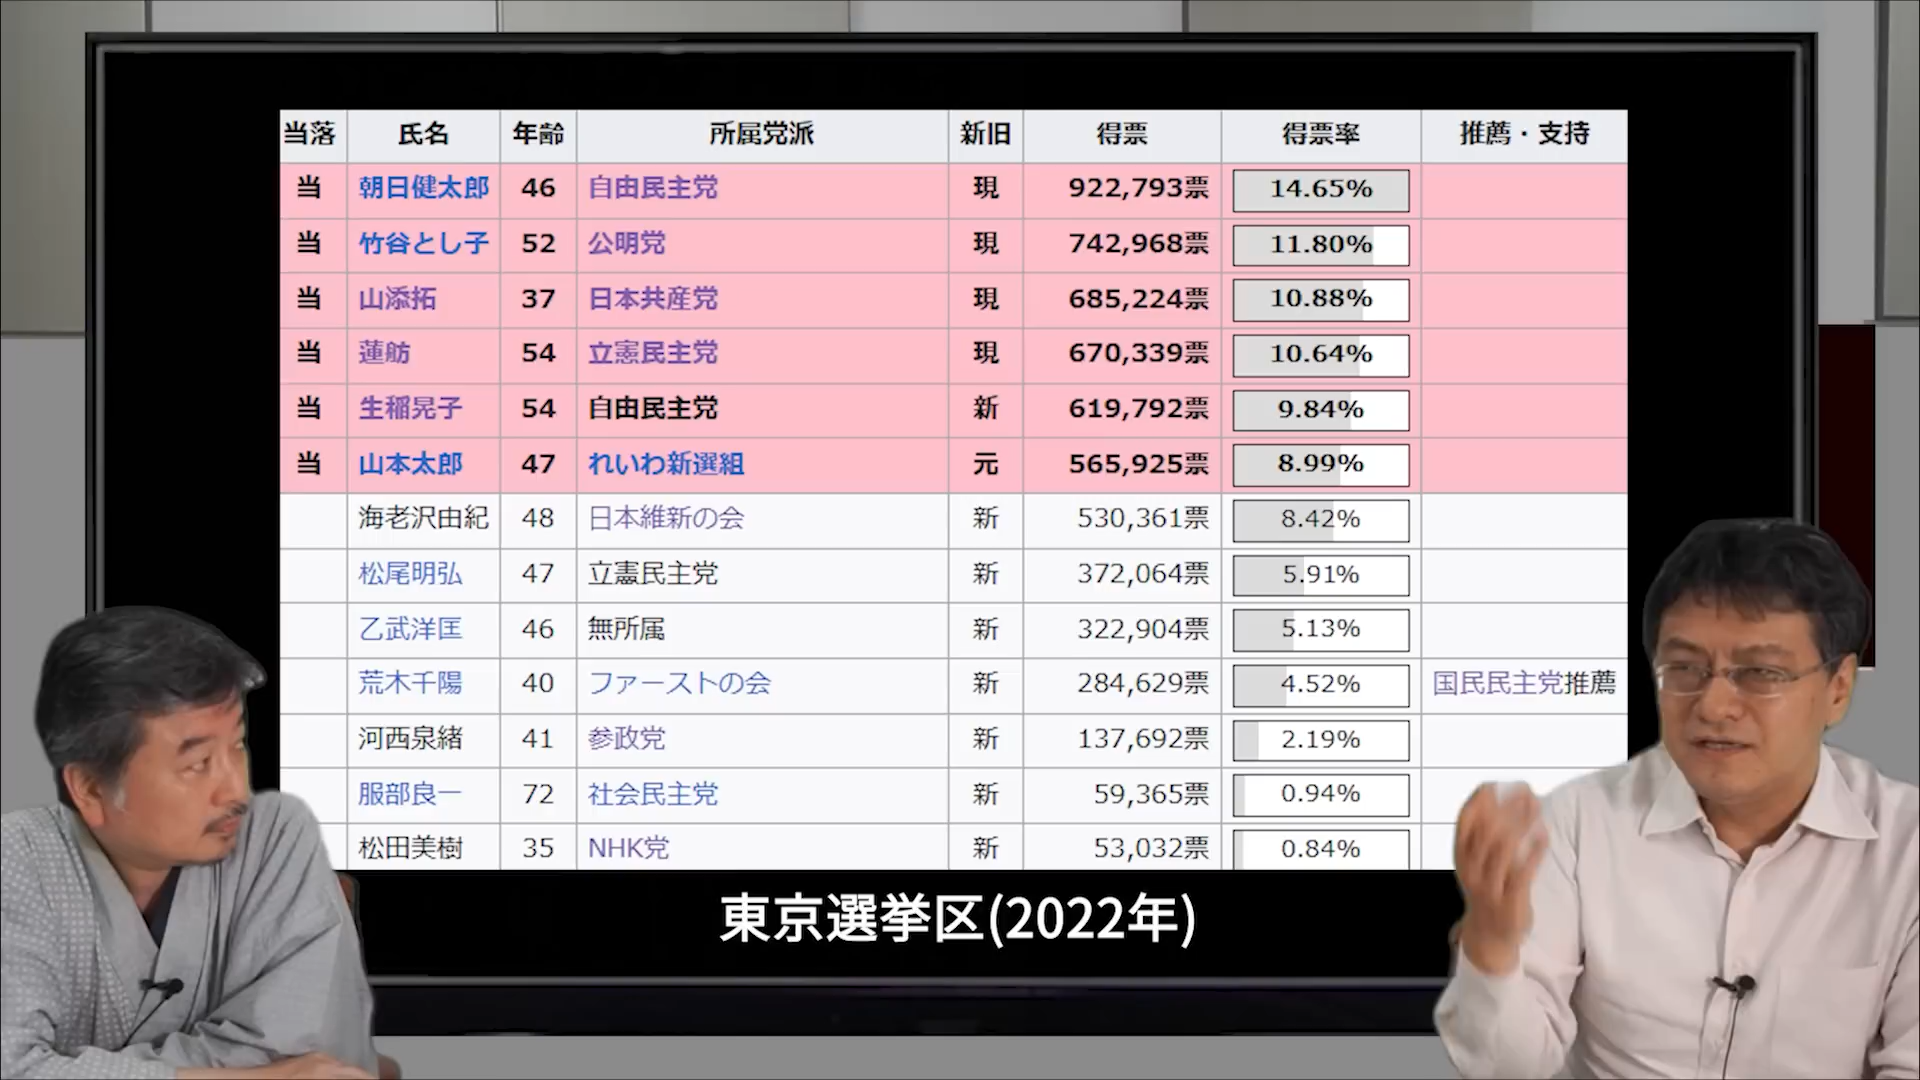 当落 氏名 年齢 所属党派 新旧 得票 得票率 推薦・支持
当 朝日健太郎 46 自由民主党 現 922,793票 14.65%
当 竹谷とし子 52 公明党 現 742,968票 11.80%
当 山添拓 37 日本共産党 現 685,224票 10.88%
当 蓮舫 54 立憲民主党 現 670,339票 10.64%
当 生稲晃子 54 自由民主党 新 619,792票 9.84%
当 山本太郎 47 れいわ新選組 元 565,925票 8.99%
海老沢由紀 48 日本維新の会 新 530,361票 8.42%
松尾明弘 47 立憲民主党 新 372,064票 5.91%
乙武洋匡 46 無所属 新 322,904票 5.13%
荒木千陽 40 ファーストの会 新 284,629票 4.52% 国民民主党推薦
河西泉緒 41 参政党 新 137,692票 2.19%
服部良一 72 社会民主党 新 59,365票 0.94%
松田美樹 35 NHK党 新 53,032票 0.84%
東京選挙区(2022年)